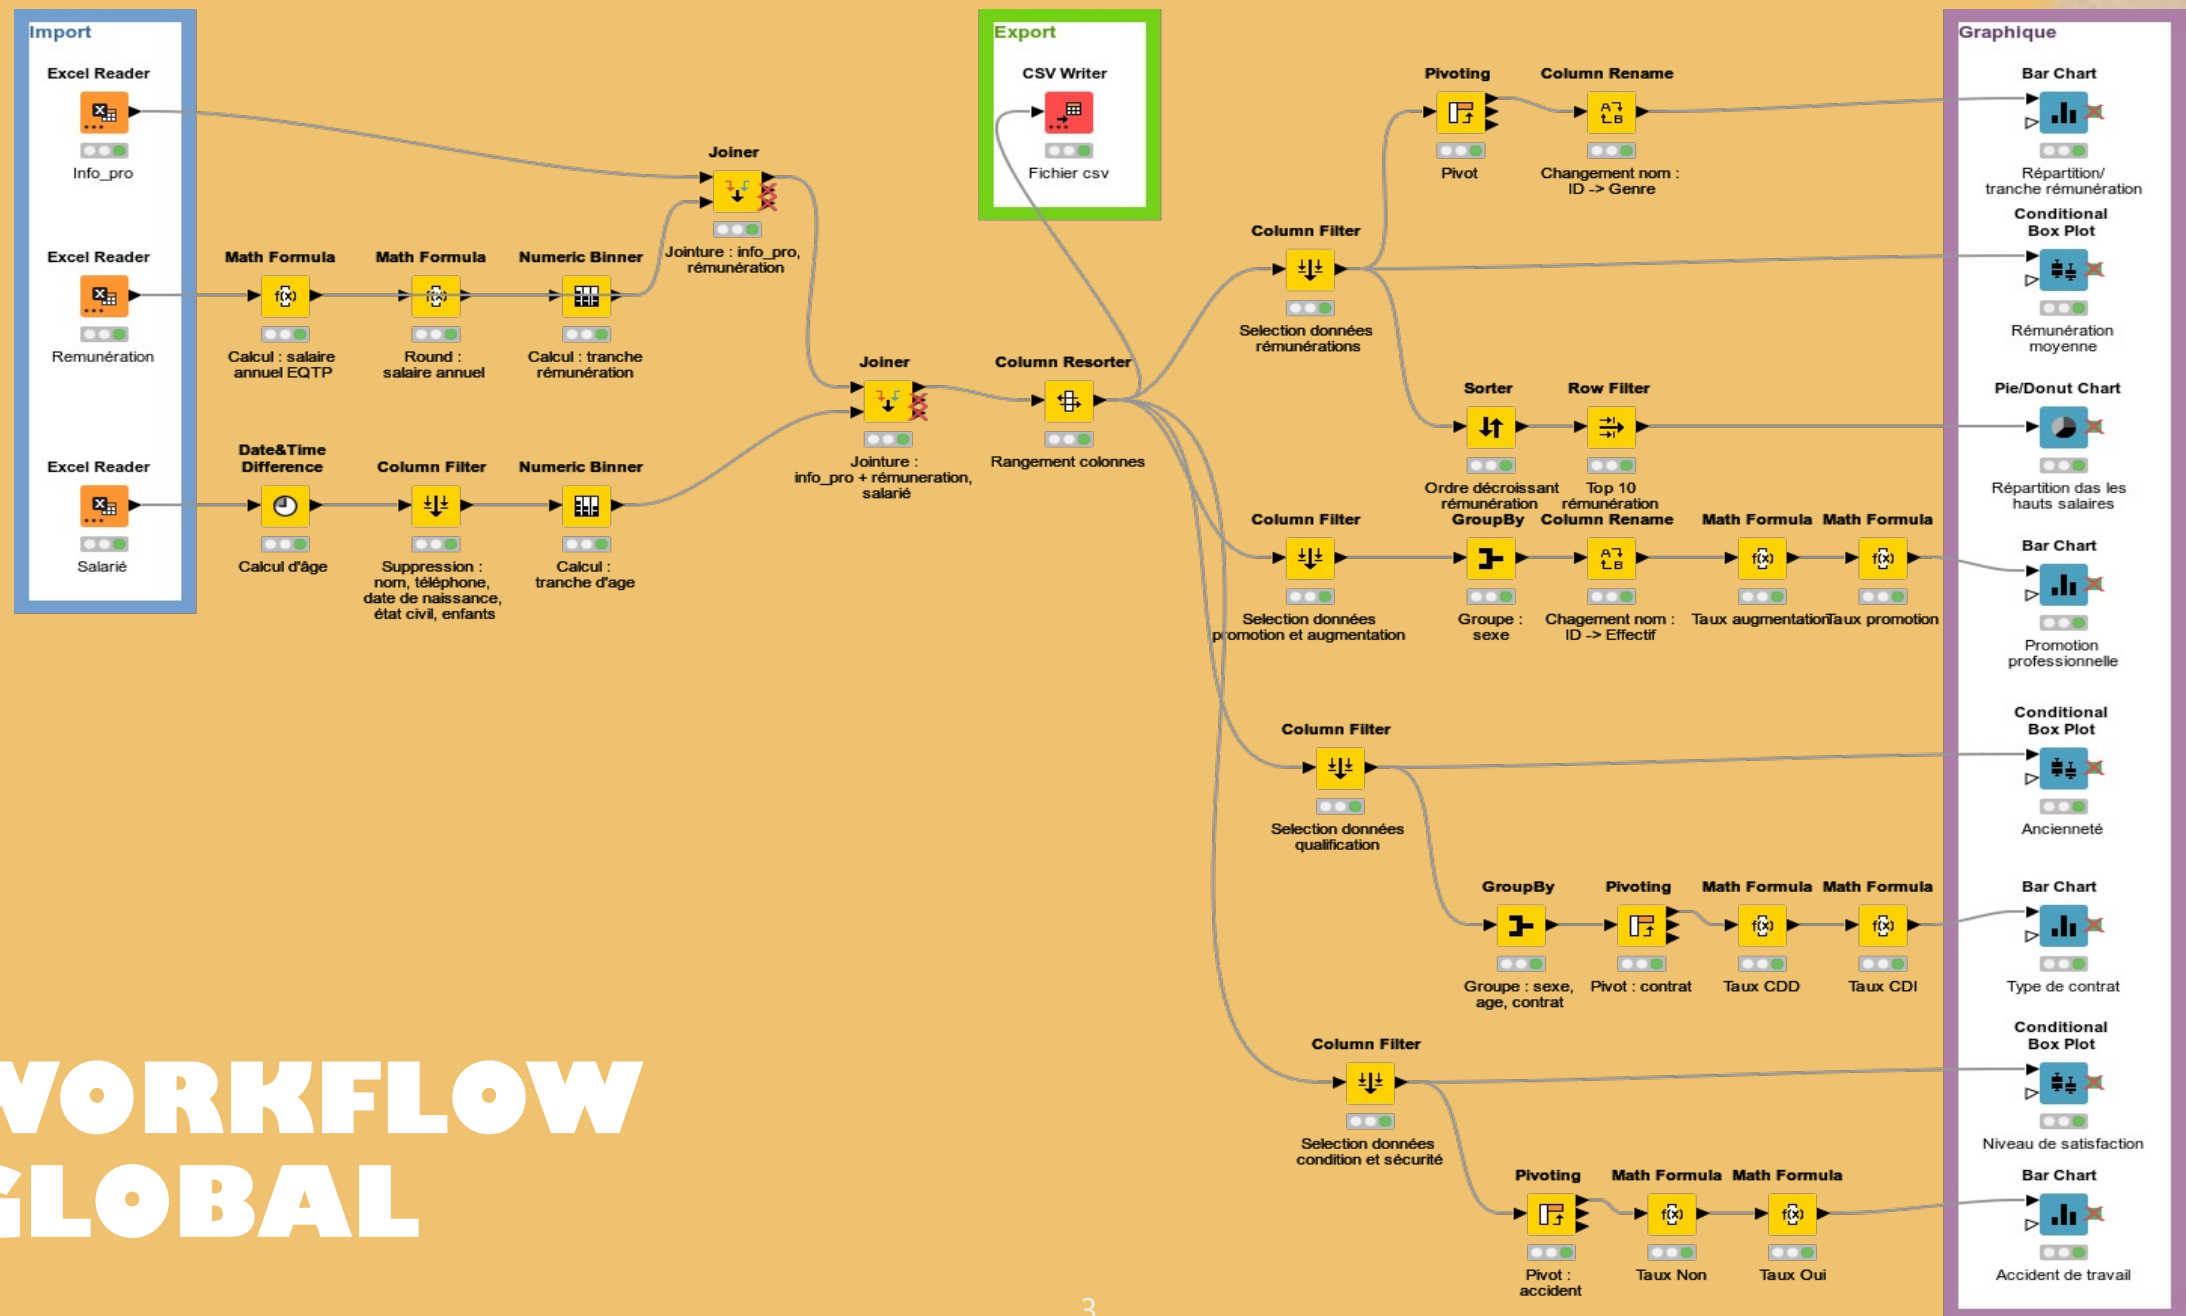 Import
Excel Reader
Info_pro
Excel Reader
Remunération
Excel Reader
Salarié
Math Formula
Calcul : salaire
annuel EQTP
Math Formula
Round :
salaire annuel
Numeric Binner
Calcul : tranche
rémunération
Date&Time
Difference
Calcul d'âge
Column Filter
Suppression :
nom, téléphone,
date de naissance,
état civil, enfants
Numeric Binner
Calcul :
tranche d'age
Joiner
Jointure : info_pro,
rémunération
Joiner
Jointure :
info_pro + rémuneration,
salarié
Column Resorter
Rangement colonnes
Export
CSV Writer
Fichier csv
Column Filter
Selection données
rémunérations
Pivoting
Pivot
Column Rename
Changement nom :
ID -> Genre
Sorter
Ordre décroissant
rémunération
Row Filter
Top 10
rémunération
Column Filter
Selection données
promotion et augmentation
GroupBy
Groupe :
sexe
Column Rename
Chagement nom :
ID -> Effectif
Math Formula
Taux augmentation
Math Formula
Taux promotion
Column Filter
Selection données
qualification
GroupBy
Groupe : sexe,
age, contrat
Pivoting
Pivot : contrat
Math Formula
Taux CDD
Math Formula
Taux CDI
Column Filter
Selection données
condition et sécurité
Pivoting
Pivot :
accident
Math Formula
Taux Non
Math Formula
Taux Oui
Graphique
Bar Chart
Répartition/
tranche rémunération
Conditional
Box Plot
Rémunération
moyenne
Pie/Donut Chart
Répartition das les
hauts salaires
Bar Chart
Promotion
professionnelle
Conditional
Box Plot
Ancienneté
Bar Chart
Type de contrat
Conditional
Box Plot
Niveau de satisfaction
Bar Chart
Accident de travail
WORKFLOW
GLOBAL
3